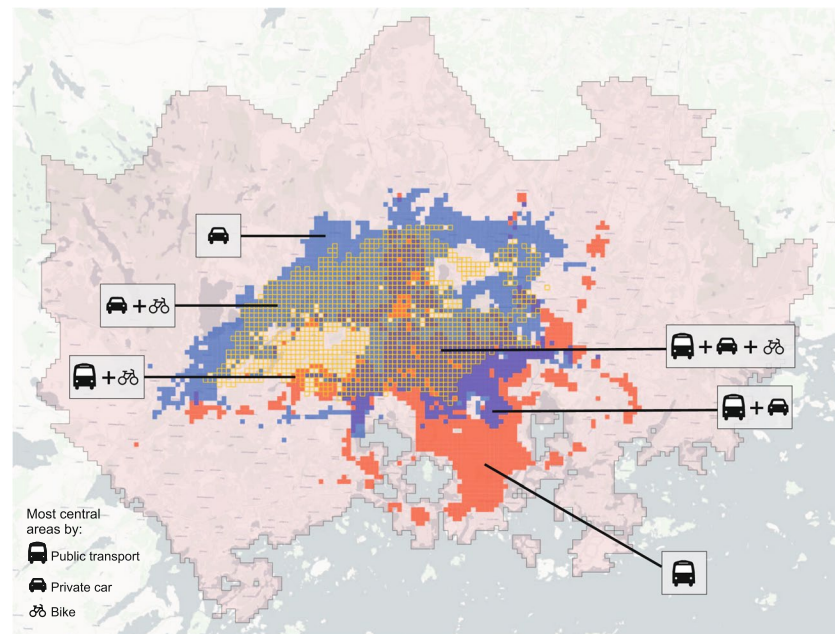 Most central
areas by:
Public transport
Private car
Bike